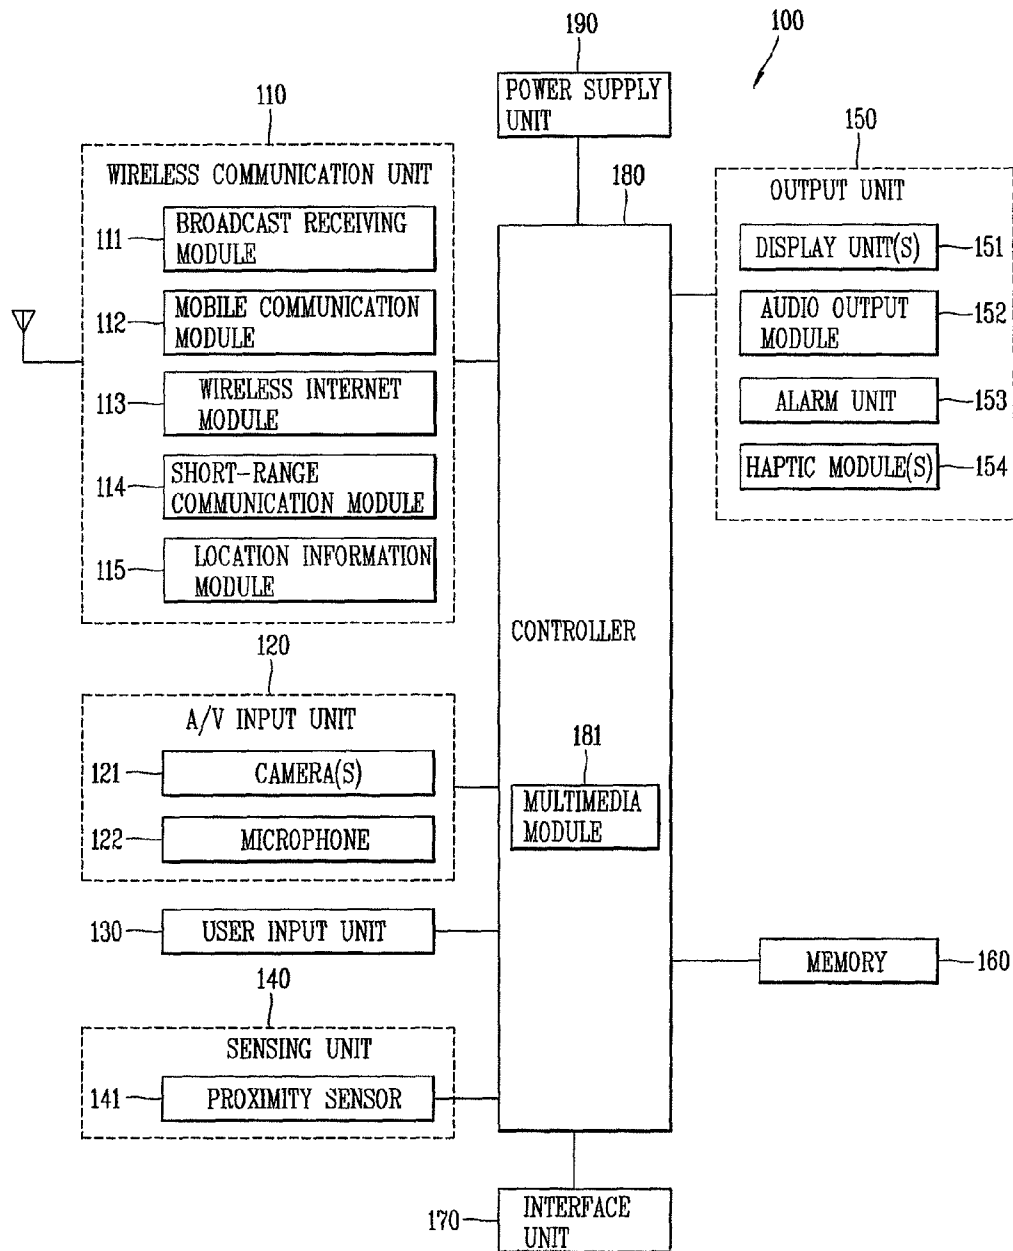 190
100
POWER SUPPLY
UNIT
110
WIRELESS COMMUNICATION UNIT
111
BROADCAST RECEIVING
MODULE
112
MOBILE COMMUNICATION
MODULE
113
WIRELESS INTERNET
MODULE
114
SHORT-RANGE
COMMUNICATION MODULE
115
LOCATION INFORMATION
MODULE
120
A/V INPUT UNIT
121
CAMERA(S)
122
MICROPHONE
130
USER INPUT UNIT
140
SENSING UNIT
141
PROXIMITY SENSOR
180
CONTROLLER
181
MULTIMEDIA
MODULE
150
OUTPUT UNIT
DISPLAY UNIT(S)
151
AUDIO OUTPUT
MODULE
152
ALARM UNIT
153
HAPTIC MODULE(S)
154
MEMORY
160
170
INTERFACE
UNIT